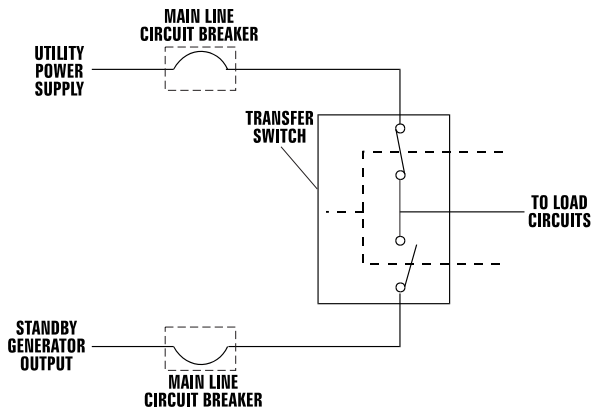 MAIN LINE
CIRCUIT BREAKER
UTILITY
POWER
SUPPLY
TRANSFER
SWITCH
TO LOAD
CIRCUITS
STANDBY
GENERATOR
OUTPUT
MAIN LINE
CIRCUIT BREAKER